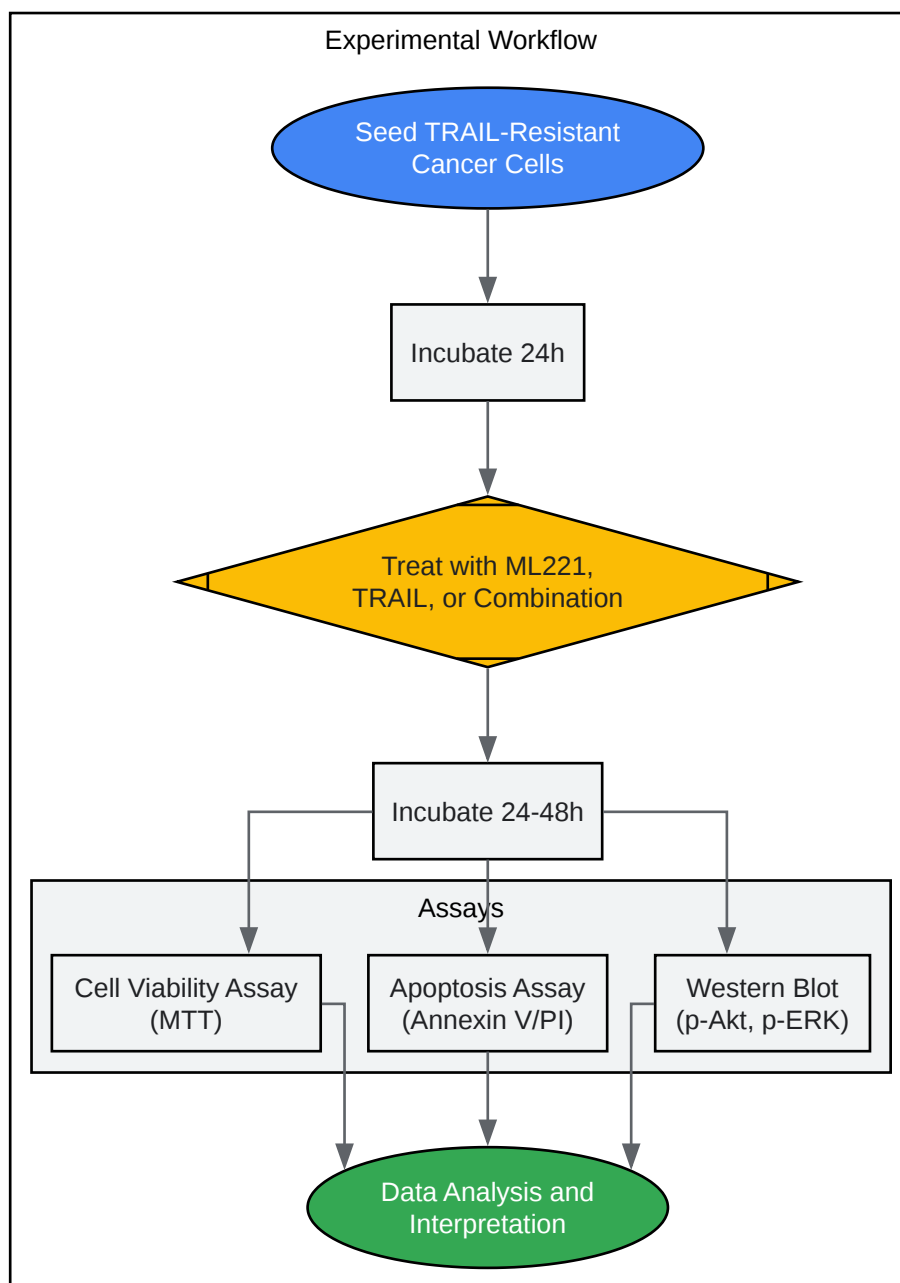 Experimental Workflow
Seed TRAIL-Resistant
Cancer Cells
Incubate 24h
Treat with ML221,
TRAIL, or Combination
Incubate 24-48h
Assays
Cell Viability Assay
(MTT)
Apoptosis Assay
(Annexin V/PI)
Western Blot
(p-Akt, p-ERK)
Data Analysis and
Interpretation